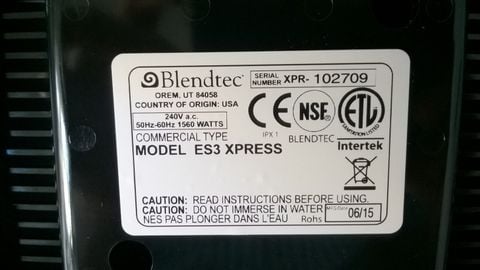 Blendtec®
OREM, UT 84058
COUNTRY OF ORIGIN: USA
SERIAL NUMBER XPR- 102709
240V a.c.
50Hz-60Hz 1560 WATTS
COMMERCIAL TYPE
MODEL ES3 XPRESS
CE
IPX 1
NSE
BLENDTEC
ETL
Intertek
CAUTION: READ INSTRUCTIONS BEFORE USING.
CAUTION: DO NOT IMMERSE IN WATER
NES PAS PLONGER DANS L'EAU
Rohs
06/15